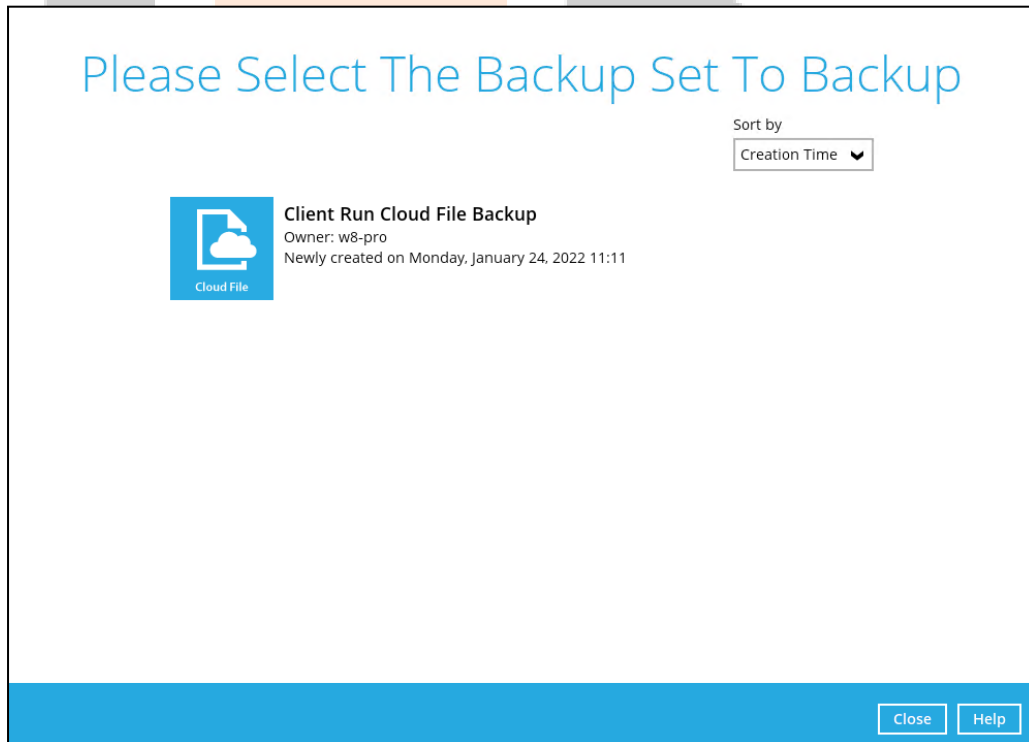 Please Select The Backup Set To Backup
Sort by
Creation Time
Client Run Cloud File Backup
Owner: w8-pro
Newly created on Monday, January 24, 2022 11:11
Cloud File
Close
Help